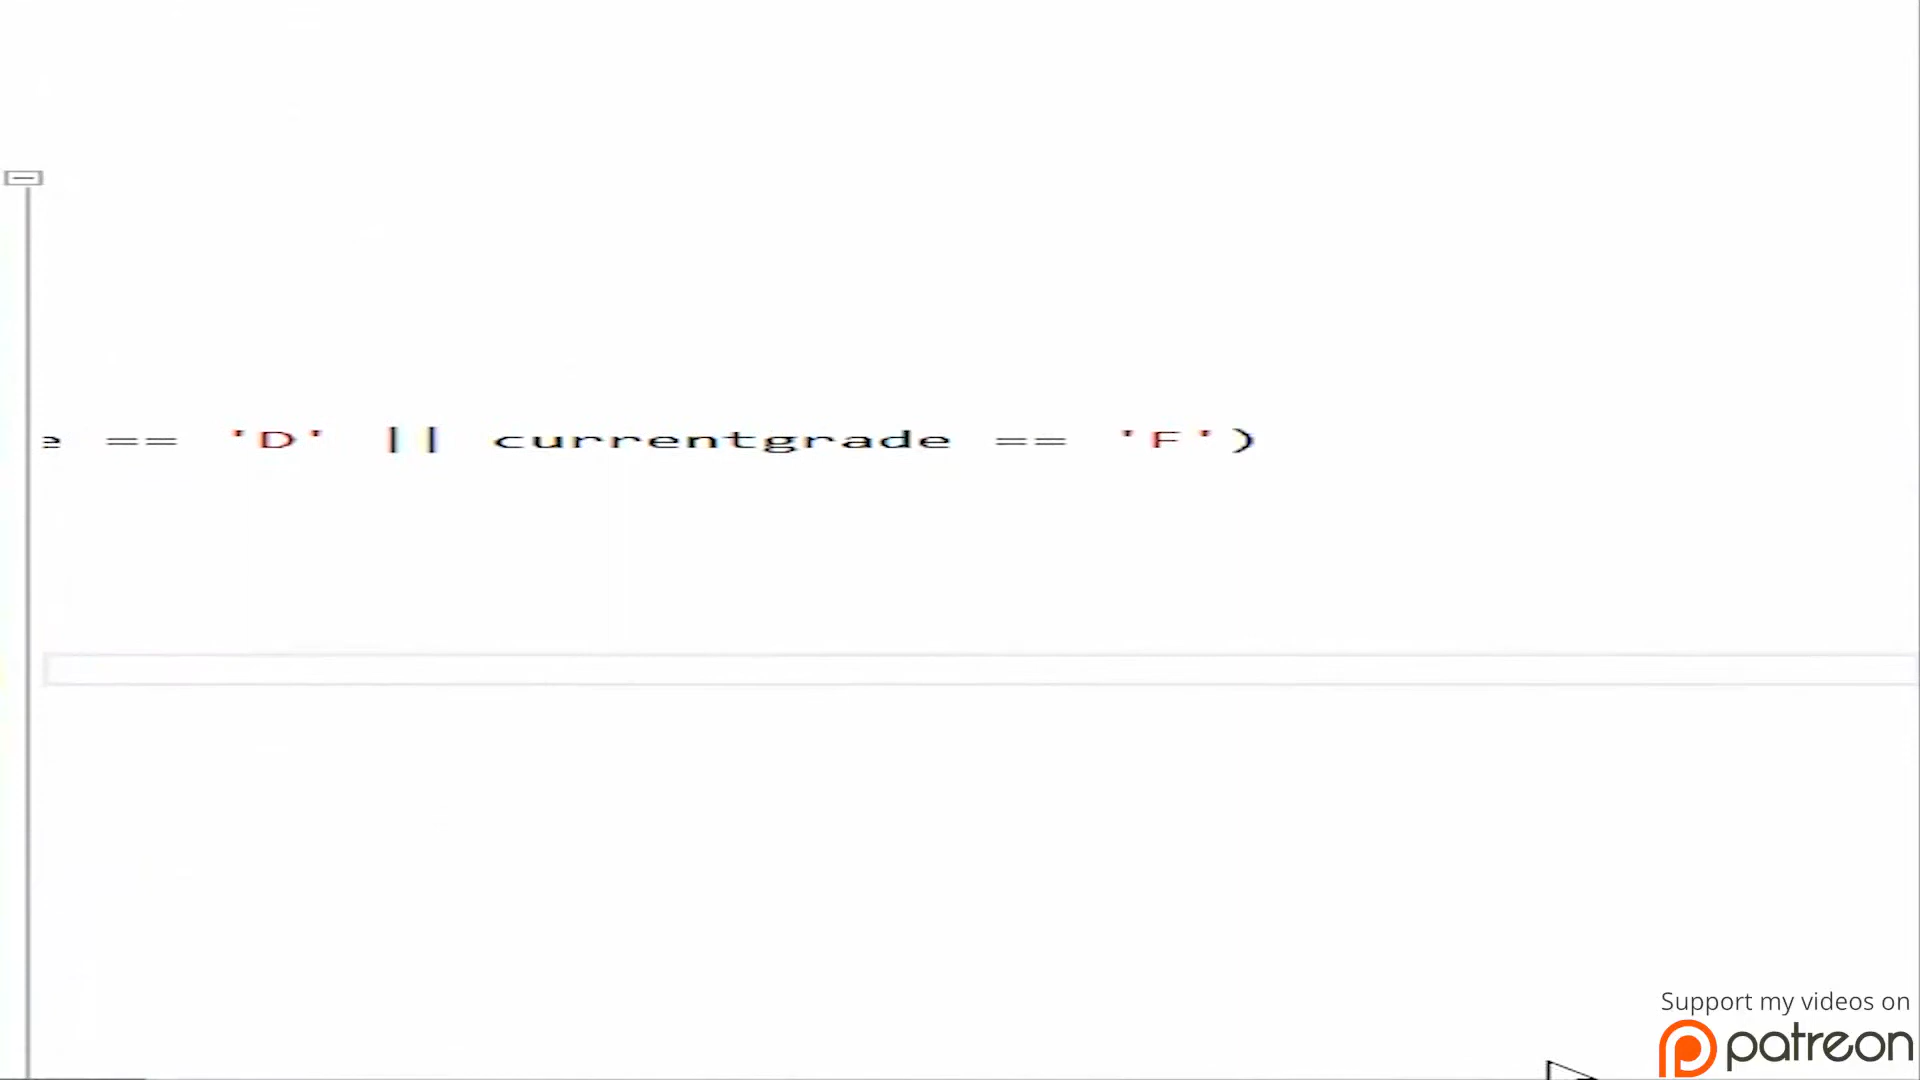 e == 'D' || currentgrade == 'F')
Support my videos on
patreon